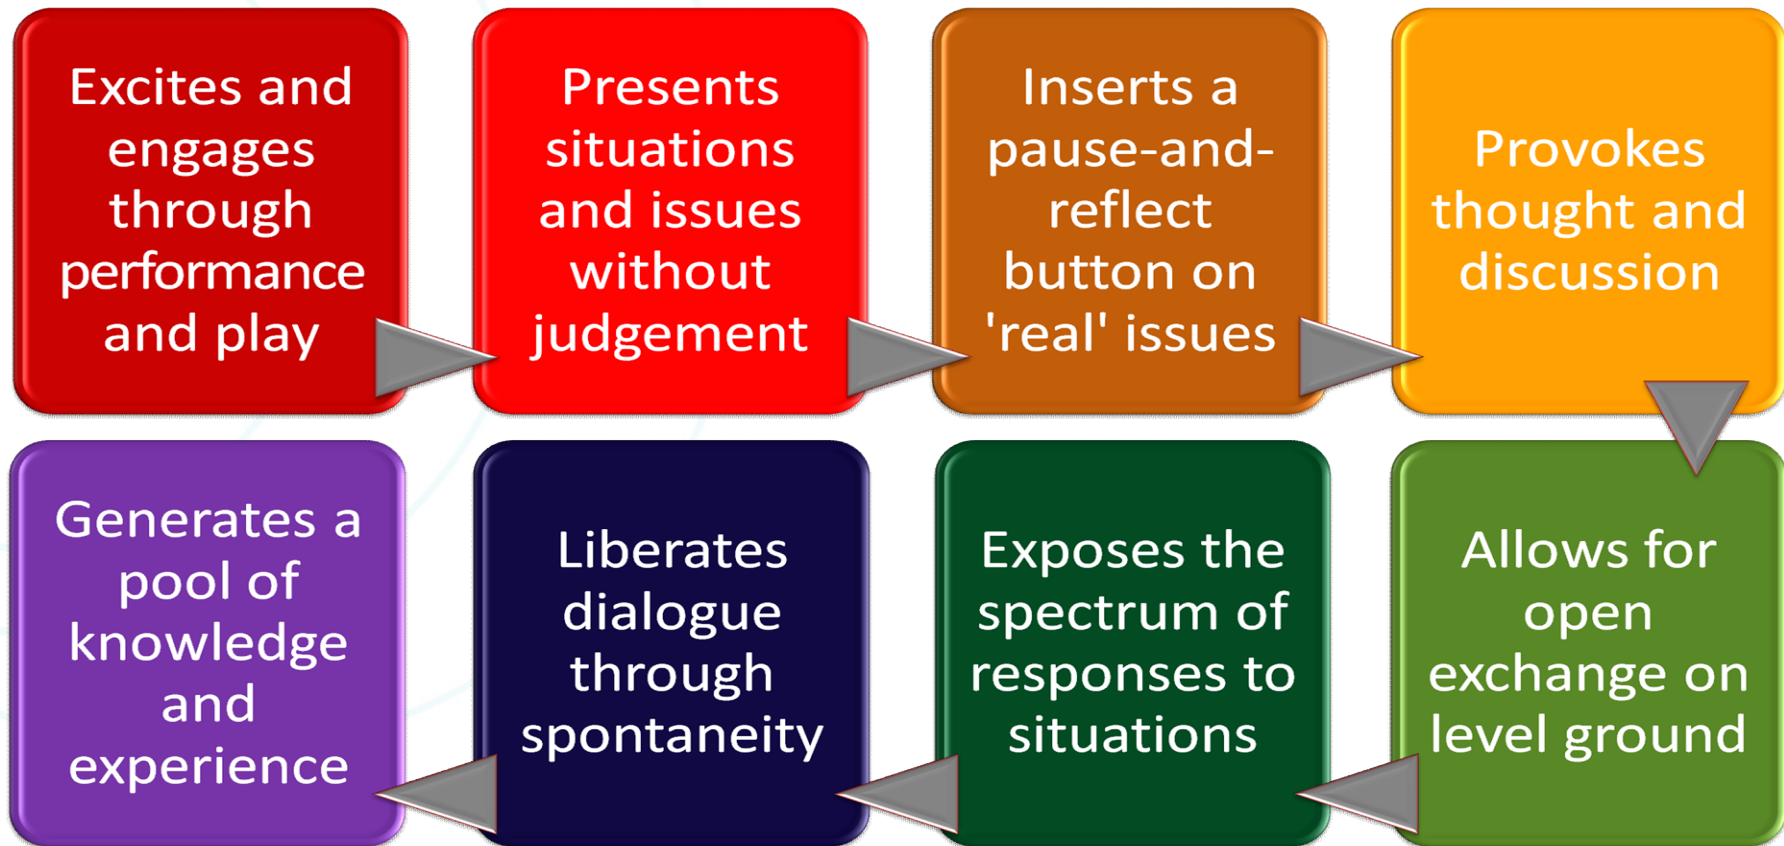 Excites and
engages
through
performance
and play
Presents
situations
and issues
without
judgement
Inserts a
pause-and-
reflect
button on
'real' issues
Provokes
thought and
discussion
Allows for
open
exchange on
level ground
Exposes the
spectrum of
responses to
situations
Liberates
dialogue
through
spontaneity
Generates a
pool of
knowledge
and
experience